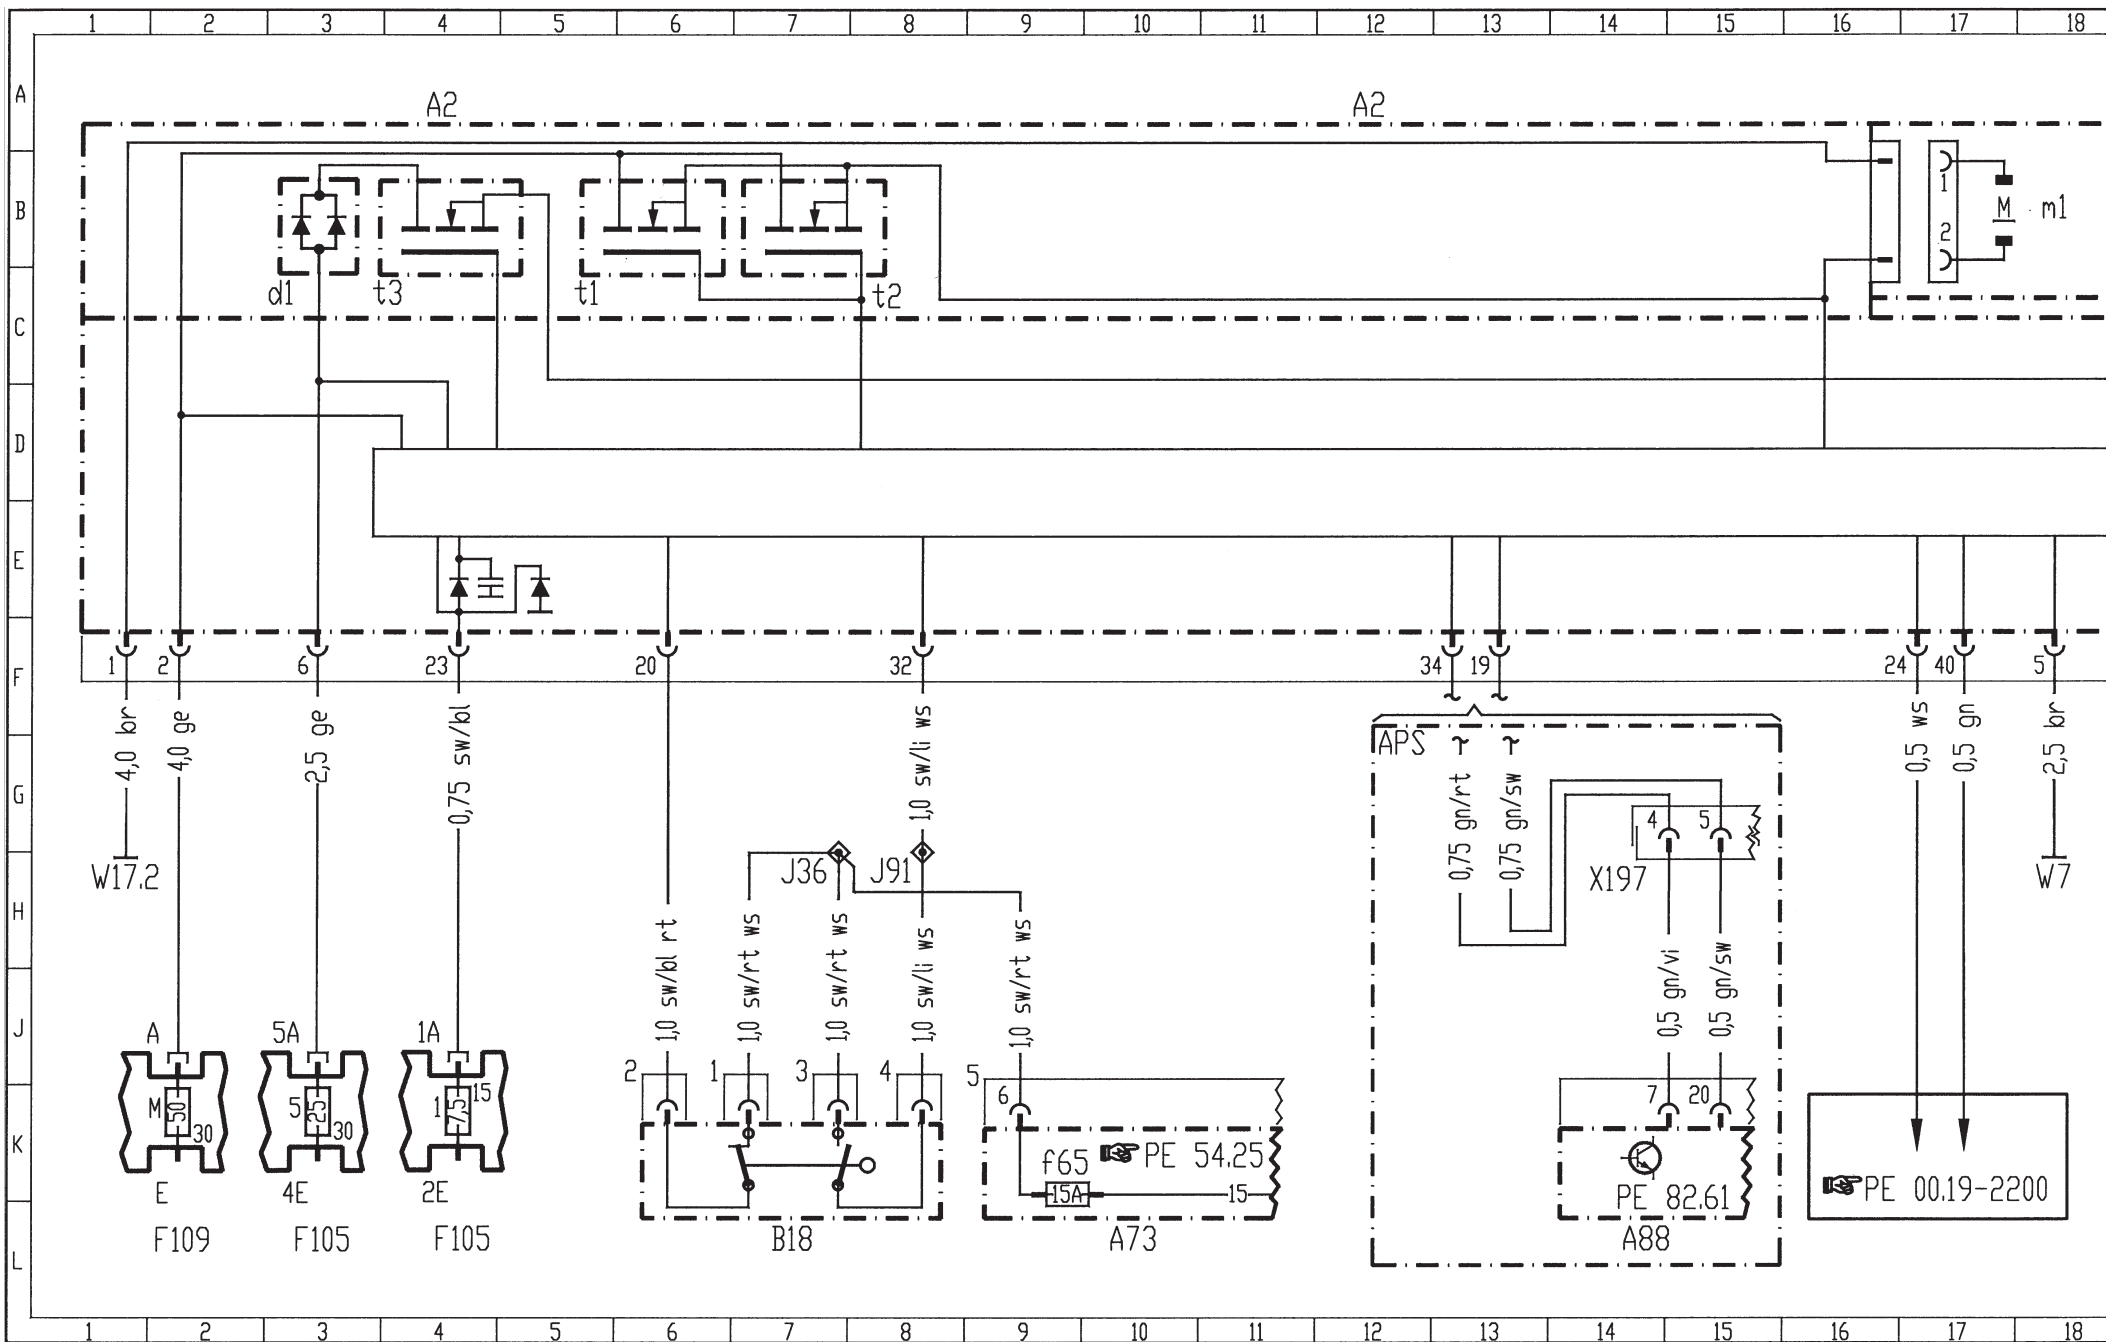 1 2 3 4 5 6 7 8 9 10 11 12 13 14 15 16 17 18
A
A2 A2
B
1
M m1
2
d1 t3 t1 t2
C
D
E
1 2 6 23 20 32 34 19 24 40 5
F
4,0 br
4,0 ge
2,5 ge
0,75 sw/bl
1,0 sw/li ws
0,5 ws
0,5 gn
2,5 br
APS
G
0,75 gn/rt
0,75 gn/sw
4 5
W17.2
J36 J91
X197
W7
H
1,0 sw/bl rt
1,0 sw/rt ws
1,0 sw/rt ws
1,0 sw/li ws
1,0 sw/rt ws
0,5 gn/vi
0,5 gn/sw
J
A 5A 1A
2 1 3 4 5
6
7 20
M 50 30
5 25 30
1 7,5 15
K
f65 PE 54.25
15A 15
E 4E 2E
PE 82.61
PE 00.19-2200
F109 F105 F105 B18 A73 A88
L
1 2 3 4 5 6 7 8 9 10 11 12 13 14 15 16 17 18